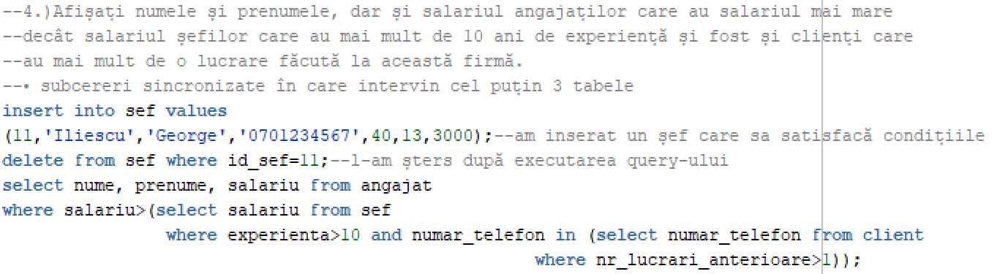 --4.)Afișați numele și prenumele, dar și salariul angajaților care au salariul mai mare
--decât salariul șefilor care au mai mult de 10 ani de experiență și fost și clienți care
--au mai mult de o lucrare făcută la această firmă.
--• subcereri sincronizate în care intervin cel puțin 3 tabele
insert into sef values
(11,'Iliescu','George','0701234567',40,13,3000);--am inserat un șef care sa satisfacă condițiile
delete from sef where id_sef=11;--l-am șters după executarea query-ului
select nume, prenume, salariu from angajat
where salariu>(select salariu from sef
where experienta>10 and numar_telefon in (select numar_telefon from client
where nr_lucrari_anterioare>1));